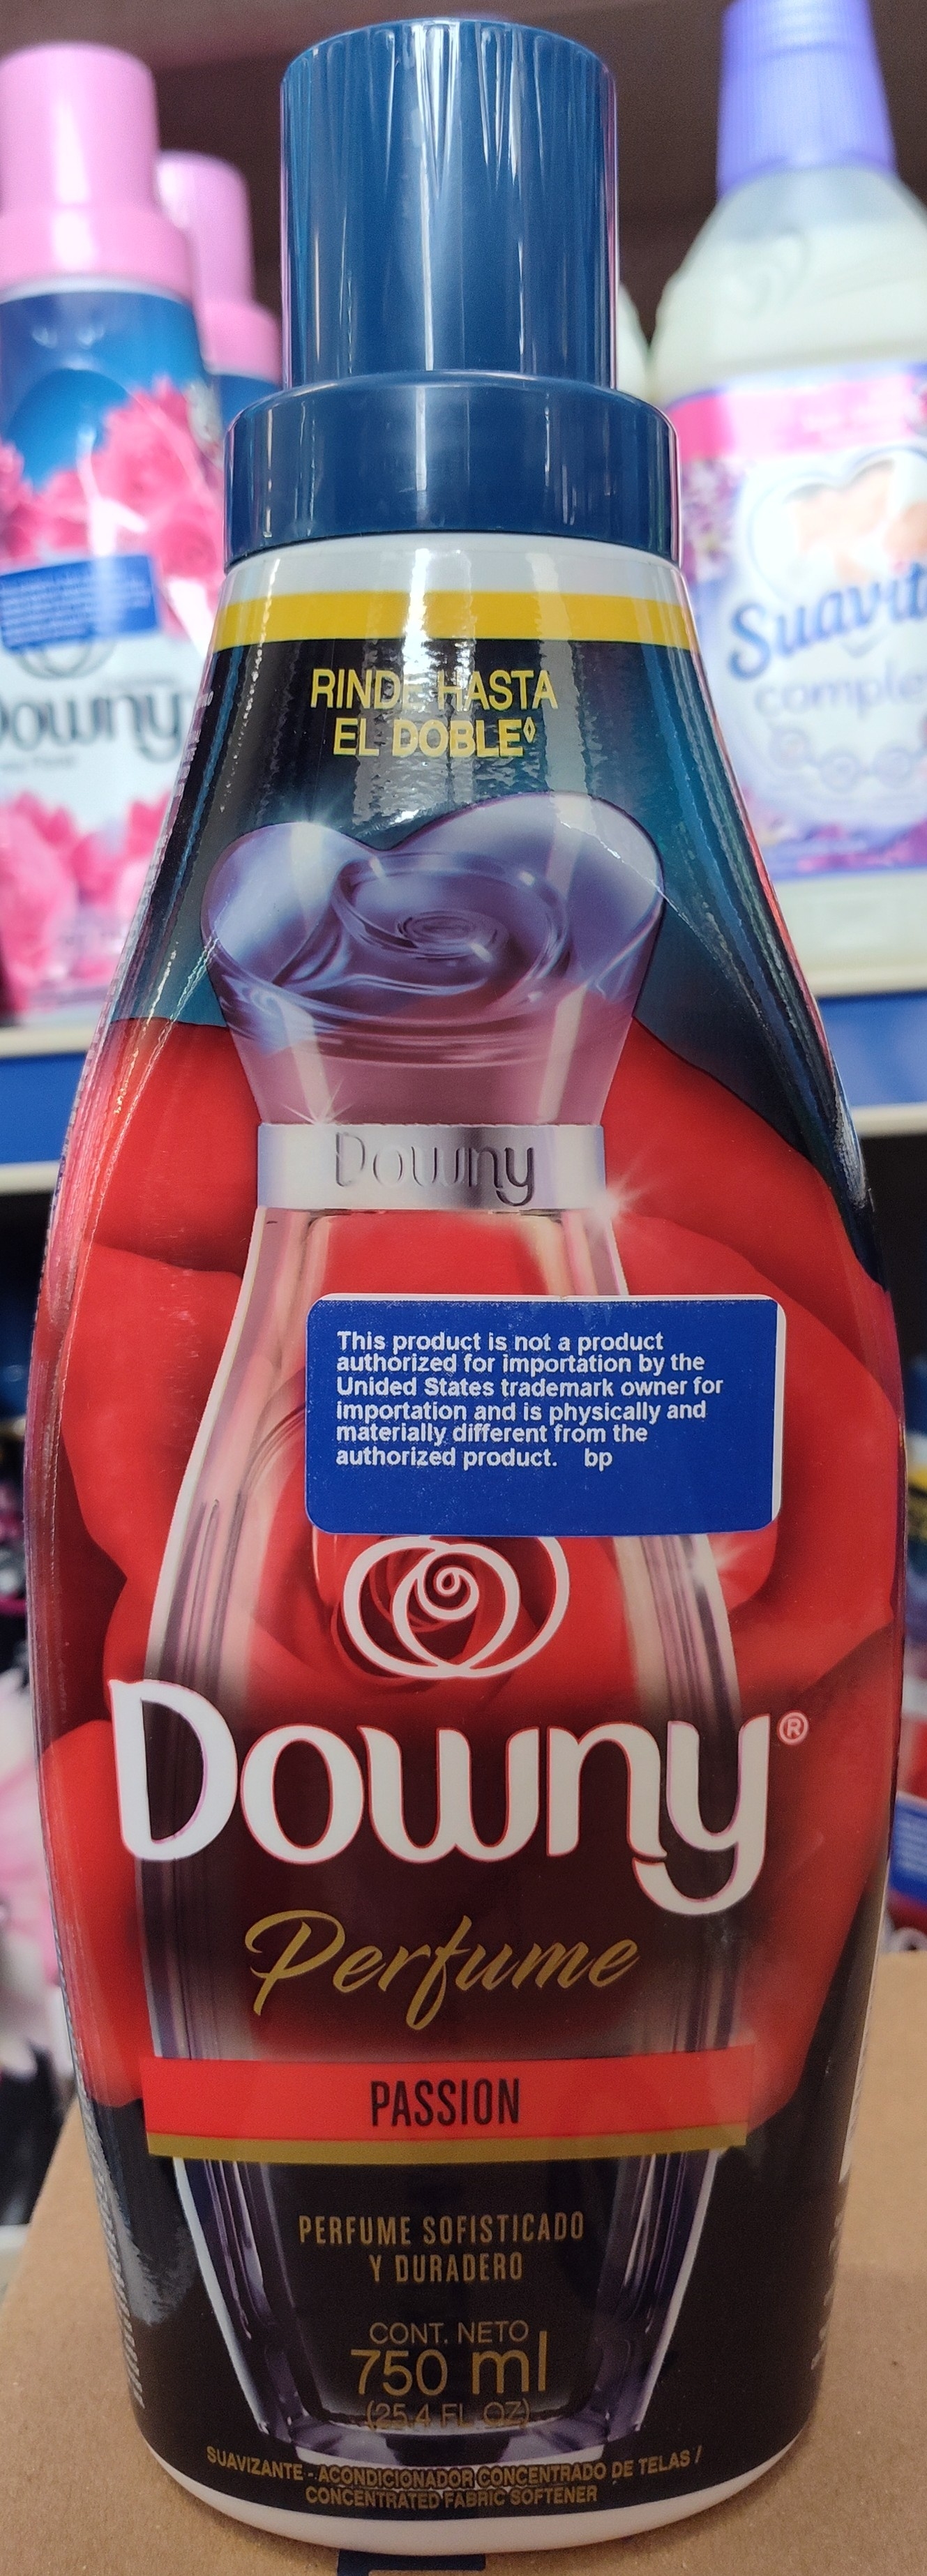 RINDE HASTA
EL DOBLE◊
Downy
This product is not a product
authorized for importation by the
Unided States trademark owner for
importation and is physically and
materially different from the
authorized product. bp
Downy®
Perfume
PASSION
PERFUME SOFISTICADO
Y DURADERO
CONT. NETO
750 ml
(25.4 FL OZ)
SUAVIZANTE - ACONDICIONADOR CONCENTRADO DE TELAS /
CONCENTRATED FABRIC SOFTENER
Downy
Suavit
comple